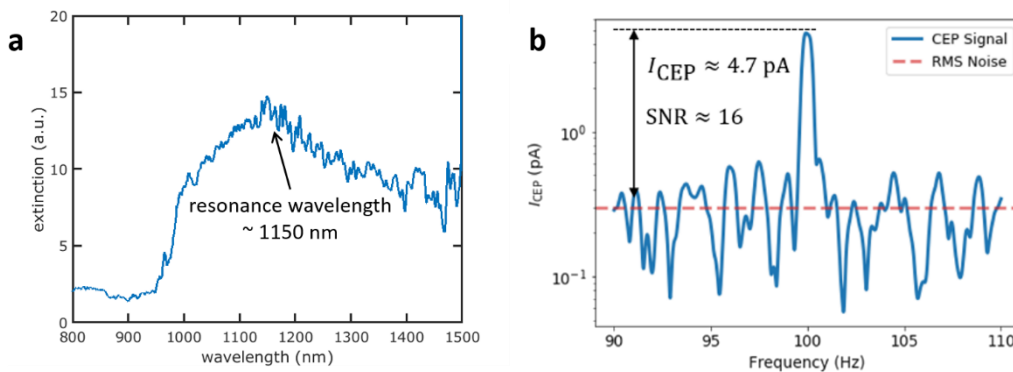 a
20
15
10
5
0
extinction (a.u.)
resonance wavelength
~ 1150 nm
800 900 1000 1100 1200 1300 1400 1500
wavelength (nm)
b
CEP Signal
RMS Noise
I_CEP ≈ 4.7 pA
SNR ≈ 16
10⁰
10⁻¹
I_CEP (pA)
90 95 100 105 110
Frequency (Hz)